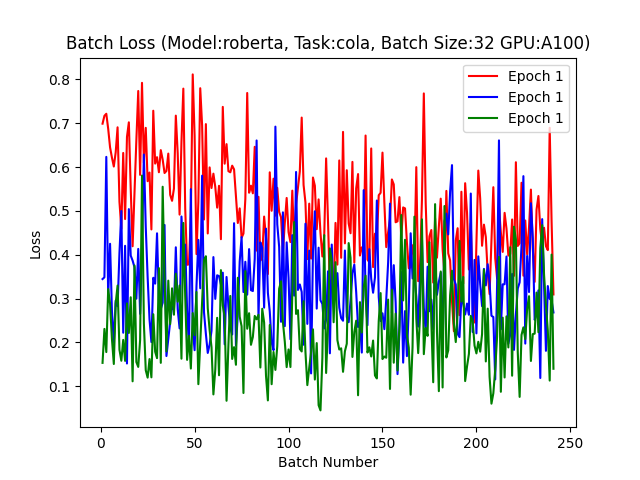 Batch Loss (Model:roberta, Task:cola, Batch Size:32 GPU:A100)
Epoch 1
Epoch 1
Epoch 1
0.8
0.7
0.6
0.5
0.4
0.3
0.2
0.1
Loss
0
50
100
150
200
250
Batch Number